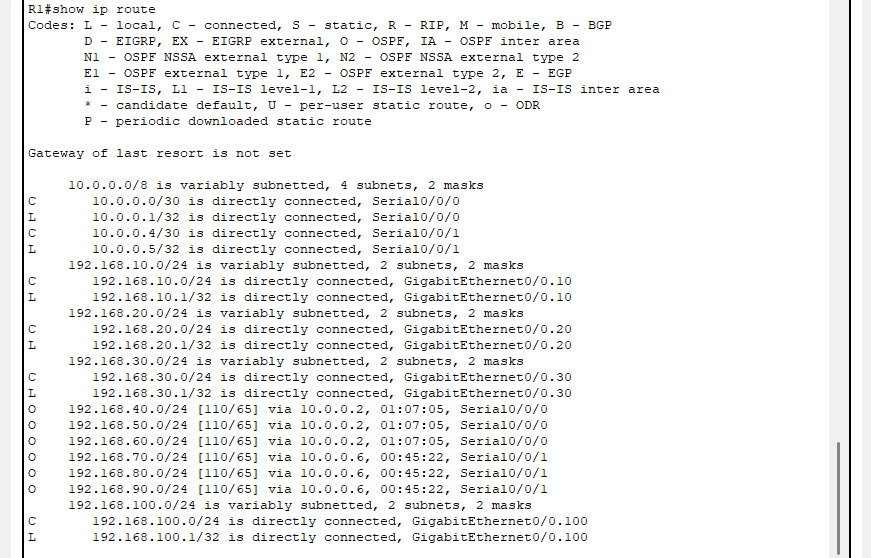 R1#show ip route
Codes: L - local, C - connected, S - static, R - RIP, M - mobile, B - BGP
       D - EIGRP, EX - EIGRP external, O - OSPF, IA - OSPF inter area
       N1 - OSPF NSSA external type 1, N2 - OSPF NSSA external type 2
       E1 - OSPF external type 1, E2 - OSPF external type 2, E - EGP
       i - IS-IS, L1 - IS-IS level-1, L2 - IS-IS level-2, ia - IS-IS inter area
       * - candidate default, U - per-user static route, o - ODR
       P - periodic downloaded static route

Gateway of last resort is not set

     10.0.0.0/8 is variably subnetted, 4 subnets, 2 masks
C       10.0.0.0/30 is directly connected, Serial0/0/0
L       10.0.0.1/32 is directly connected, Serial0/0/0
C       10.0.0.4/30 is directly connected, Serial0/0/1
L       10.0.0.5/32 is directly connected, Serial0/0/1
     192.168.10.0/24 is variably subnetted, 2 subnets, 2 masks
C       192.168.10.0/24 is directly connected, GigabitEthernet0/0.10
L       192.168.10.1/32 is directly connected, GigabitEthernet0/0.10
     192.168.20.0/24 is variably subnetted, 2 subnets, 2 masks
C       192.168.20.0/24 is directly connected, GigabitEthernet0/0.20
L       192.168.20.1/32 is directly connected, GigabitEthernet0/0.20
     192.168.30.0/24 is variably subnetted, 2 subnets, 2 masks
C       192.168.30.0/24 is directly connected, GigabitEthernet0/0.30
L       192.168.30.1/32 is directly connected, GigabitEthernet0/0.30
O    192.168.40.0/24 [110/65] via 10.0.0.2, 01:07:05, Serial0/0/0
O    192.168.50.0/24 [110/65] via 10.0.0.2, 01:07:05, Serial0/0/0
O    192.168.60.0/24 [110/65] via 10.0.0.2, 01:07:05, Serial0/0/0
O    192.168.70.0/24 [110/65] via 10.0.0.6, 00:45:22, Serial0/0/1
O    192.168.80.0/24 [110/65] via 10.0.0.6, 00:45:22, Serial0/0/1
O    192.168.90.0/24 [110/65] via 10.0.0.6, 00:45:22, Serial0/0/1
     192.168.100.0/24 is variably subnetted, 2 subnets, 2 masks
C       192.168.100.0/24 is directly connected, GigabitEthernet0/0.100
L       192.168.100.1/32 is directly connected, GigabitEthernet0/0.100